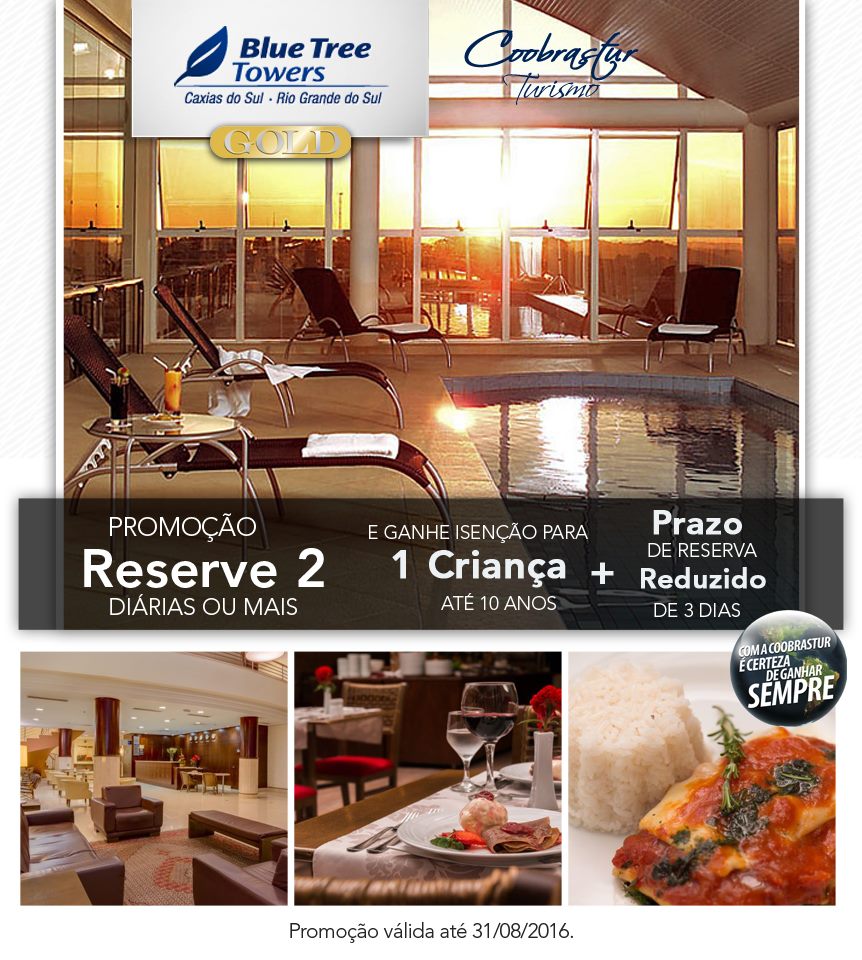 Blue Tree
Towers
Caxias do Sul · Rio Grande do Sul
GOLD
Coobrastur
Turismo
PROMOÇÃO
Reserve 2
DIÁRIAS OU MAIS
E GANHE ISENÇÃO PARA
1 Criança
ATÉ 10 ANOS
+
Prazo
DE RESERVA
Reduzido
DE 3 DIAS
COM A COOBRASTUR
É CERTEZA
DE GANHAR
SEMPRE
Promoção válida até 31/08/2016.